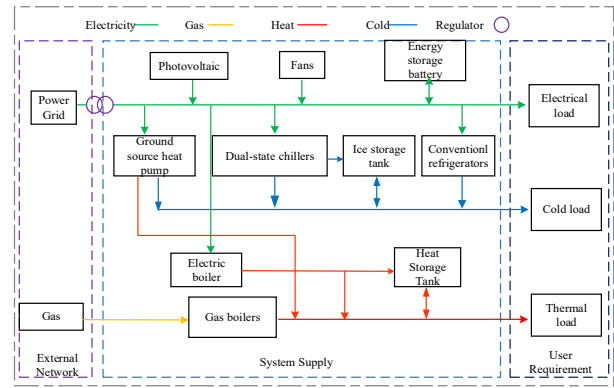 Electricity Gas Heat Cold Regulator
Photovoltaic
Fans
Energy
storage
battery
Power
Grid
Electrical
load
Ground
source heat
pump
Dual-state chillers
Ice storage
tank
Conventionl
refrigerators
Cold load
Electric
boiler
Heat
Storage
Tank
Gas
Gas boilers
Thermal
load
External
Network
System Supply
User
Requirement